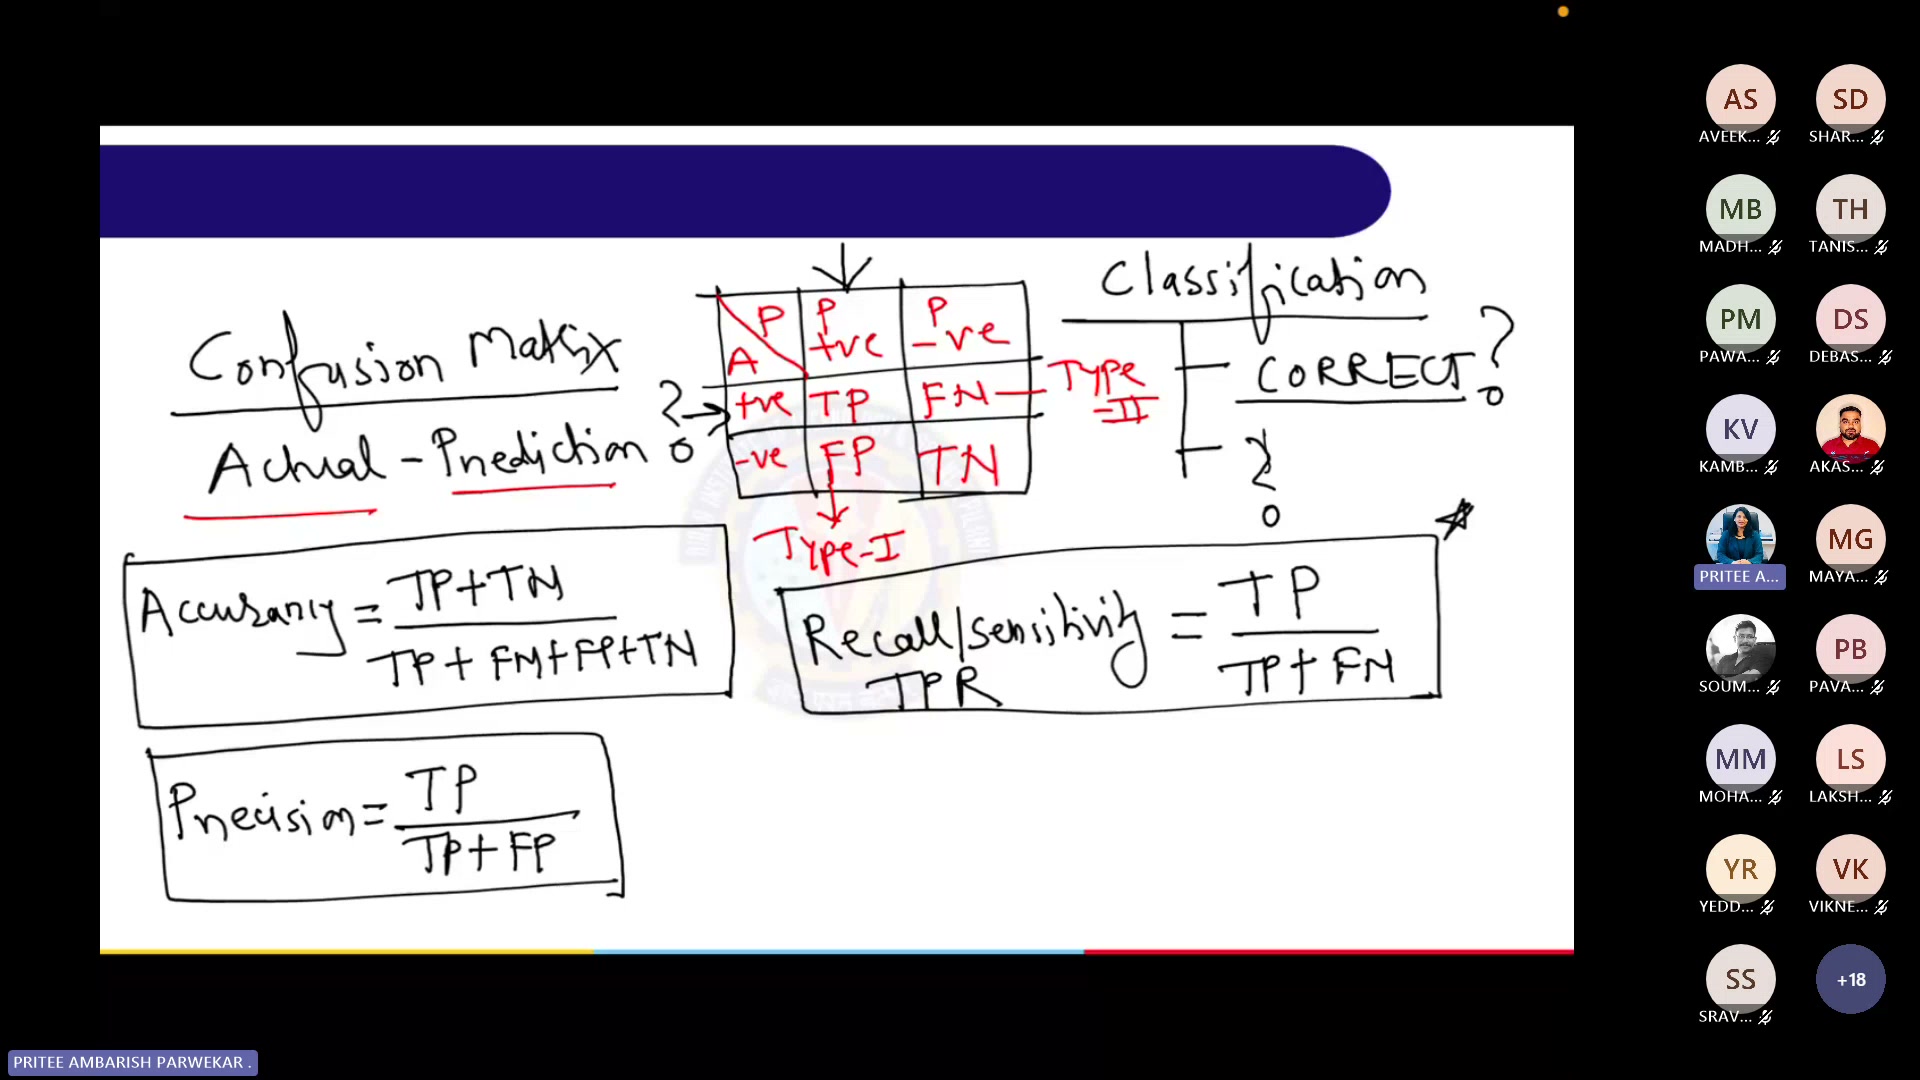 Confusion Matrix
Actual - Prediction ?
P
A
P +ve
P -ve
+ve TP FN
Type -II
-ve FP TN
Type-I
Classification
CORRECT ?
?
Accuracy = TP+TN
TP+FN+FP+TN
Recall/sensitivity = TP
TPR TP+FN
Precision = TP
TP+FP
AS SD
AVEEK... SHAR...
MB TH
MADH... TANIS...
PM DS
PAWA... DEBAS...
KV
KAMB... AKAS...
MG
PRITEE A... MAYA...
PB
SOUM... PAVA...
MM LS
MOHA... LAKSH...
YR VK
YEDD... VIKNE...
SS +18
SRAV...
PRITEE AMBARISH PARWEKAR .